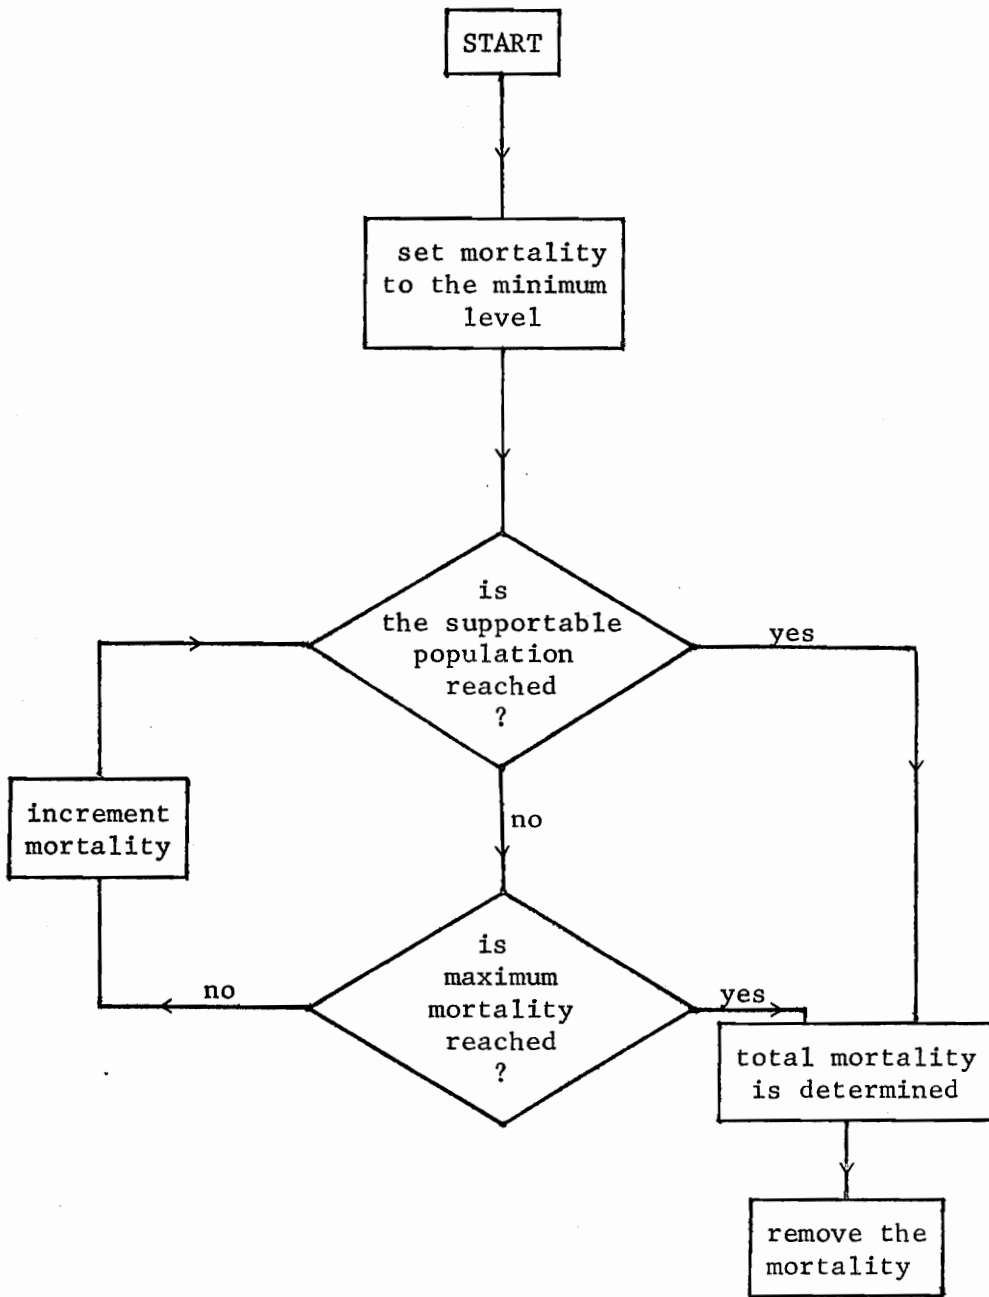 START
set mortality
to the minimum
level
is
the supportable
population
reached
?
yes
no
increment
mortality
is
maximum
mortality
reached
?
no
yes
total mortality
is determined
remove the
mortality